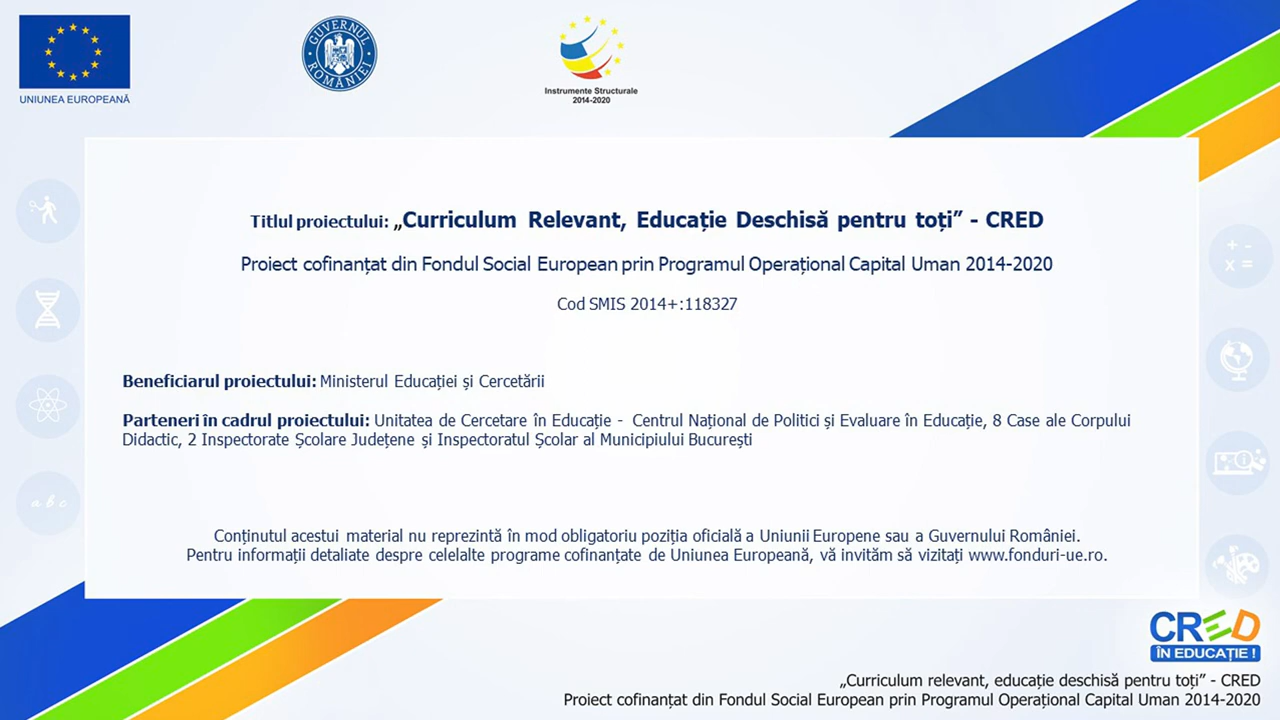 UNIUNEA EUROPEANĂ
GUVERNUL ROMÂNIEI
Instrumente Structurale
2014-2020
Titlul proiectului: „Curriculum Relevant, Educație Deschisă pentru toți” - CRED
Proiect cofinanțat din Fondul Social European prin Programul Operațional Capital Uman 2014-2020
Cod SMIS 2014+:118327
Beneficiarul proiectului: Ministerul Educației și Cercetării
Parteneri în cadrul proiectului: Unitatea de Cercetare în Educație - Centrul Național de Politici și Evaluare în Educație, 8 Case ale Corpului
Didactic, 2 Inspectorate Școlare Județene și Inspectoratul Școlar al Municipiului București
a b c
+ -
x =
Conținutul acestui material nu reprezintă în mod obligatoriu poziția oficială a Uniunii Europene sau a Guvernului României.
Pentru informații detaliate despre celelalte programe cofinanțate de Uniunea Europeană, vă invităm să vizitați www.fonduri-ue.ro.
CRED
ÎN EDUCAȚIE !
„Curriculum relevant, educație deschisă pentru toți” - CRED
Proiect cofinanțat din Fondul Social European prin Programul Operațional Capital Uman 2014-2020